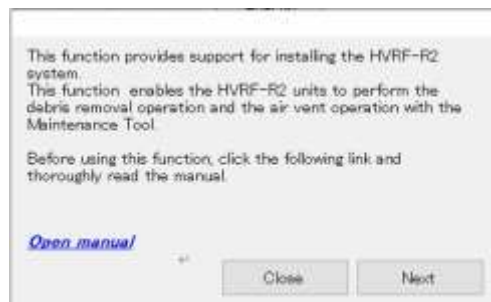 This function provides support for installing the HVRF-R2
system.
This function enables the HVRF-R2 units to perform the
debris removal operation and the air vent operation with the
Maintenance Tool.
Before using this function, click the following link and
thoroughly read the manual.
Open manual
Close Next